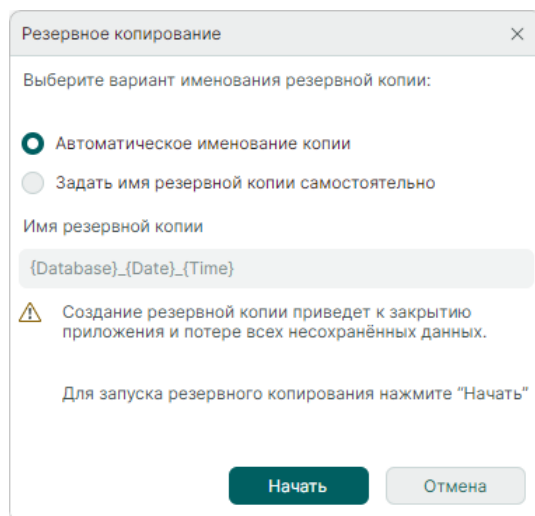 Резервное копирование
Выберите вариант именования резервной копии:
Автоматическое именование копии
Задать имя резервной копии самостоятельно
Имя резервной копии
{Database}_{Date}_{Time}
Создание резервной копии приведет к закрытию
приложения и потере всех несохранённых данных.
Для запуска резервного копирования нажмите “Начать”
Начать
Отмена